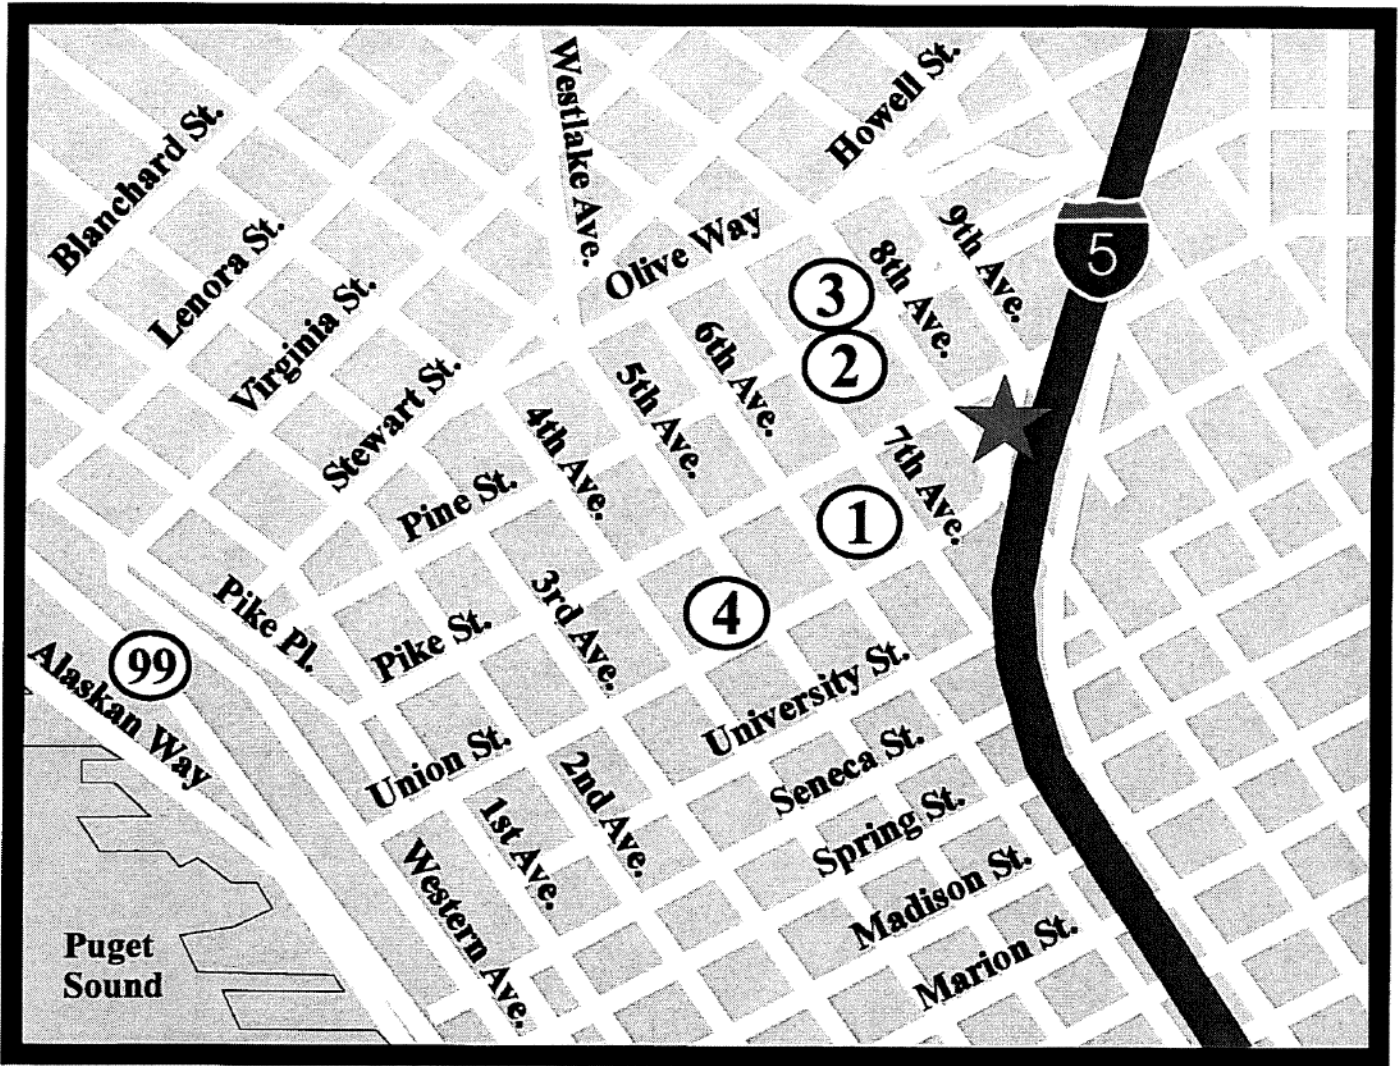 Westlake Ave.
Howell St.
Blanchard St.
Lenora St.
Olive Way
9th Ave.
8th Ave.
5
3
2
Virginia St.
6th Ave.
5th Ave.
Stewart St.
4th Ave.
7th Ave.
Pine St.
1
4
3rd Ave.
Pike Pl.
Pike St.
99
Alaskan Way
University St.
Union St.
2nd Ave.
Seneca St.
1st Ave.
Spring St.
Western Ave.
Madison St.
Marion St.
Puget
Sound